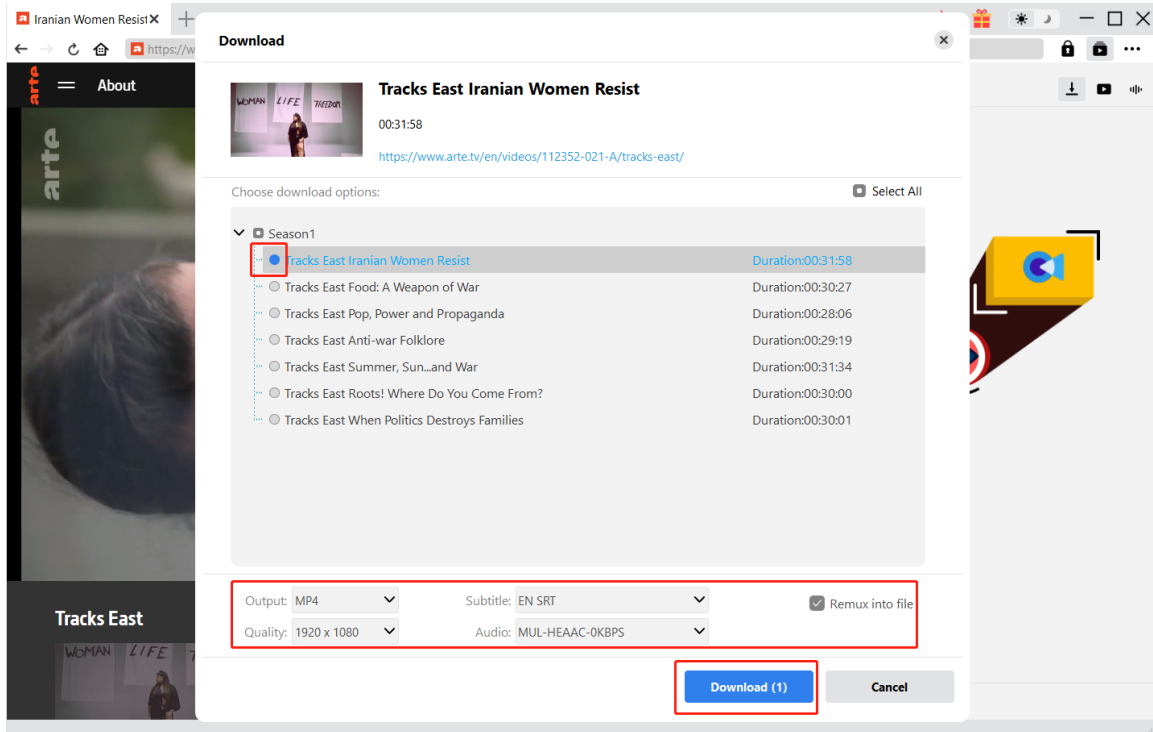 Iranian Women Resist
https://w
Download
arte
About
WOMAN LIFE FREEDOM
Tracks East Iranian Women Resist
00:31:58
https://www.arte.tv/en/videos/112352-021-A/tracks-east/
arte
Choose download options:
Select All
Season1
Tracks East Iranian Women Resist Duration:00:31:58
Tracks East Food: A Weapon of War Duration:00:30:27
Tracks East Pop, Power and Propaganda Duration:00:28:06
Tracks East Anti-war Folklore Duration:00:29:19
Tracks East Summer, Sun...and War Duration:00:31:34
Tracks East Roots! Where Do You Come From? Duration:00:30:00
Tracks East When Politics Destroys Families Duration:00:30:01
Output: MP4 Subtitle: EN SRT Remux into file
Quality: 1920 x 1080 Audio: MUL-HEAAC-0KBPS
Tracks East
WOMAN LIFE
Download (1) Cancel